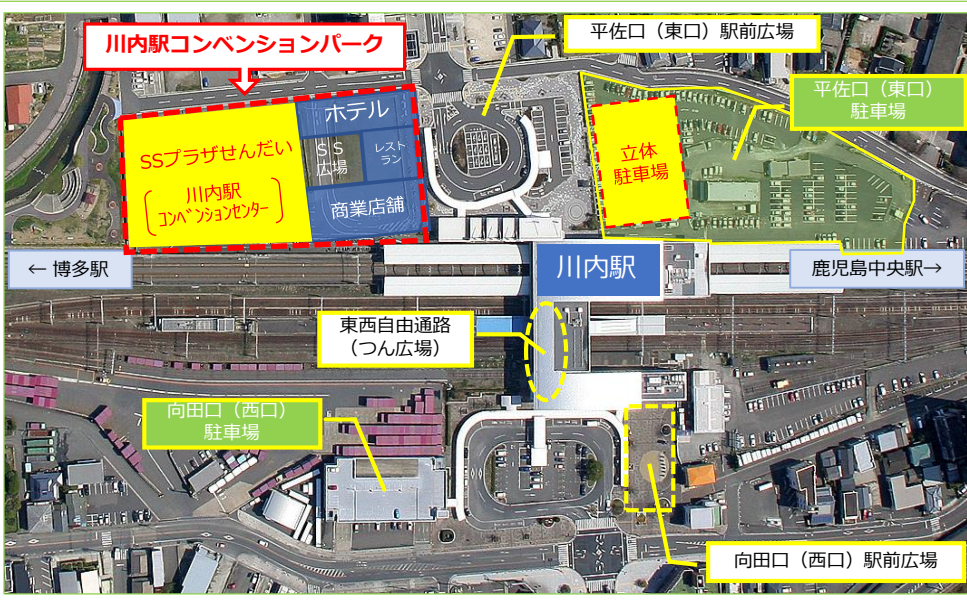 川内駅コンベンションパーク
平佐口（東口）駅前広場
平佐口（東口）
駐車場
ホテル
SSプラザせんだい
川内駅
コンベンションセンター
SS
広場
レスト
ラン
商業店舗
立体
駐車場
← 博多駅
川内駅
鹿児島中央駅→
東西自由通路
（つん広場）
向田口（西口）
駐車場
向田口（西口）駅前広場